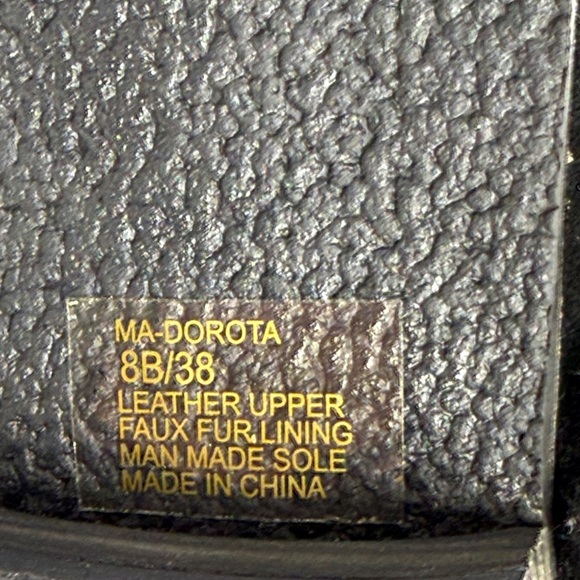 MA-DOROTA
8B/38
LEATHER UPPER
FAUX FUR LINING
MAN MADE SOLE
MADE IN CHINA